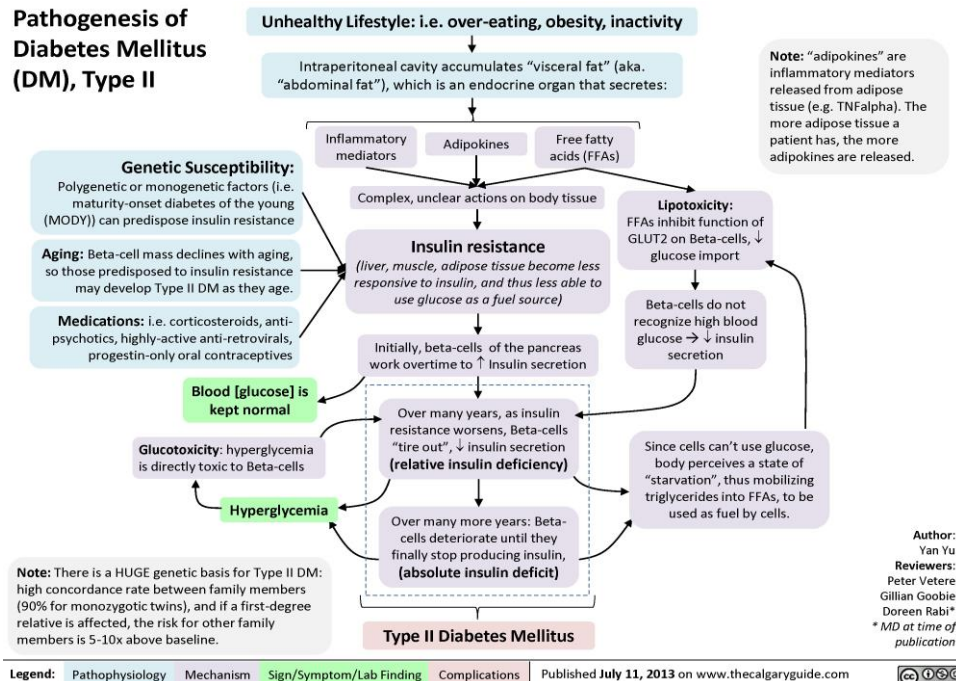 Pathogenesis of
Diabetes Mellitus
(DM), Type II
Unhealthy Lifestyle: i.e. over-eating, obesity, inactivity
Intraperitoneal cavity accumulates “visceral fat” (aka.
“abdominal fat”), which is an endocrine organ that secretes:
Note: “adipokines” are
inflammatory mediators
released from adipose
tissue (e.g. TNFalpha). The
more adipose tissue a
patient has, the more
adipokines are released.
Inflammatory
mediators
Adipokines
Free fatty
acids (FFAs)
Genetic Susceptibility:
Polygenetic or monogenetic factors (i.e.
maturity-onset diabetes of the young
(MODY)) can predispose insulin resistance
Complex, unclear actions on body tissue
Lipotoxicity:
FFAs inhibit function of
GLUT2 on Beta-cells, ↓
glucose import
Aging: Beta-cell mass declines with aging,
so those predisposed to insulin resistance
may develop Type II DM as they age.
Insulin resistance
(liver, muscle, adipose tissue become less
responsive to insulin, and thus less able to
use glucose as a fuel source)
Medications: i.e. corticosteroids, anti-
psychotics, highly-active anti-retrovirals,
progestin-only oral contraceptives
Beta-cells do not
recognize high blood
glucose → ↓ insulin
secretion
Initially, beta-cells of the pancreas
work overtime to ↑ Insulin secretion
Blood [glucose] is
kept normal
Over many years, as insulin
resistance worsens, Beta-cells
“tire out”, ↓ insulin secretion
(relative insulin deficiency)
Glucotoxicity: hyperglycemia
is directly toxic to Beta-cells
Since cells can’t use glucose,
body perceives a state of
“starvation”, thus mobilizing
triglycerides into FFAs, to be
used as fuel by cells.
Hyperglycemia
Over many more years: Beta-
cells deteriorate until they
finally stop producing insulin,
(absolute insulin deficit)
Note: There is a HUGE genetic basis for Type II DM:
high concordance rate between family members
(90% for monozygotic twins), and if a first-degree
relative is affected, the risk for other family
members is 5-10x above baseline.
Type II Diabetes Mellitus
Author:
Yan Yu
Reviewers:
Peter Vetere
Gillian Goobie
Doreen Rabi*
* MD at time of
publication
Legend: Pathophysiology Mechanism Sign/Symptom/Lab Finding Complications Published July 11, 2013 on www.thecalgaryguide.com